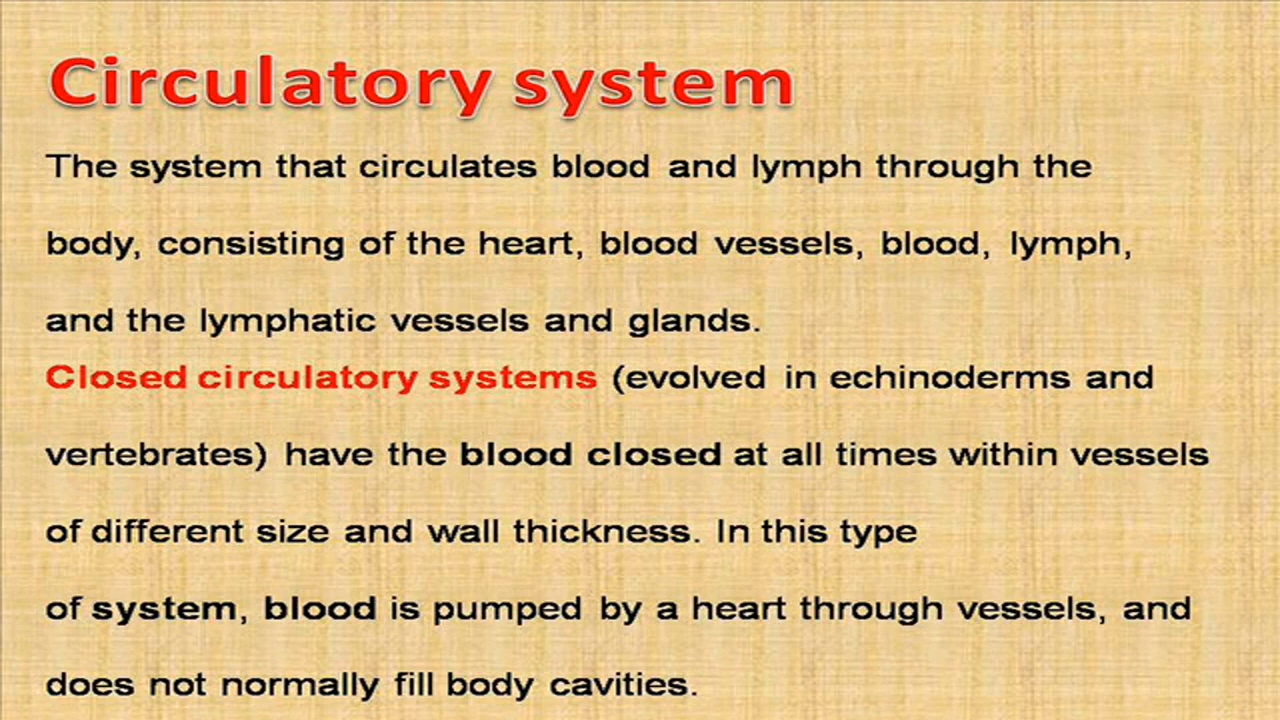 Circulatory system
The system that circulates blood and lymph through the
body, consisting of the heart, blood vessels, blood, lymph,
and the lymphatic vessels and glands.
Closed circulatory systems (evolved in echinoderms and
vertebrates) have the blood closed at all times within vessels
of different size and wall thickness. In this type
of system, blood is pumped by a heart through vessels, and
does not normally fill body cavities.